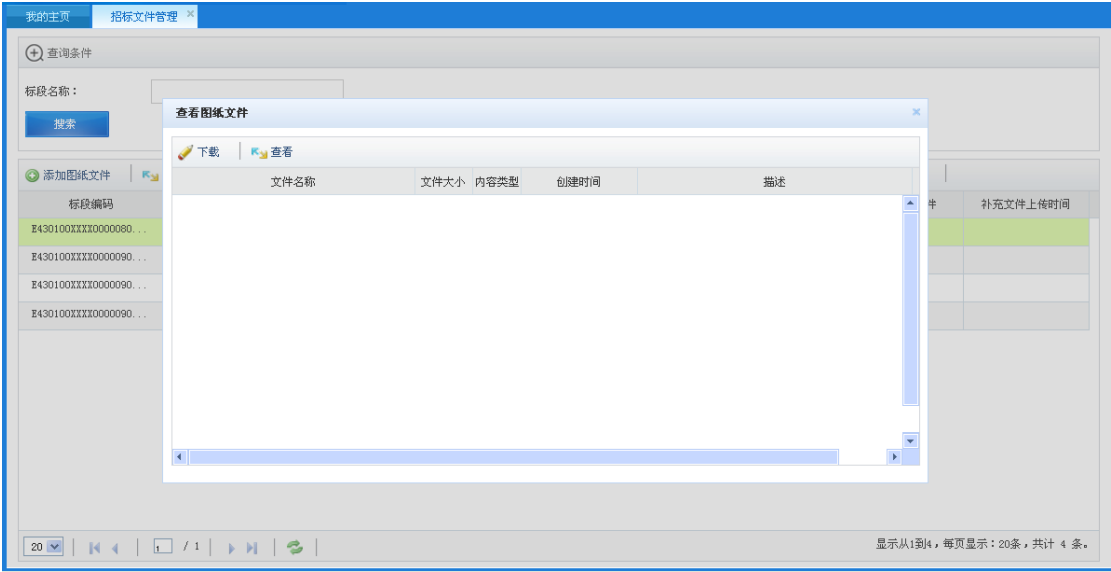 我的主页 招标文件管理 ×
查询条件
标段名称：
搜索
查看图纸文件 ×
下载 查看
文件名称 文件大小 内容类型 创建时间 描述
添加图纸文件
标段编码 件 补充文件上传时间
E430100XXXX0000080...
E430100XXXX0000090...
E430100XXXX0000090...
E430100XXXX0000090...
20 1 / 1 显示从1到4，每页显示：20条，共计 4 条。